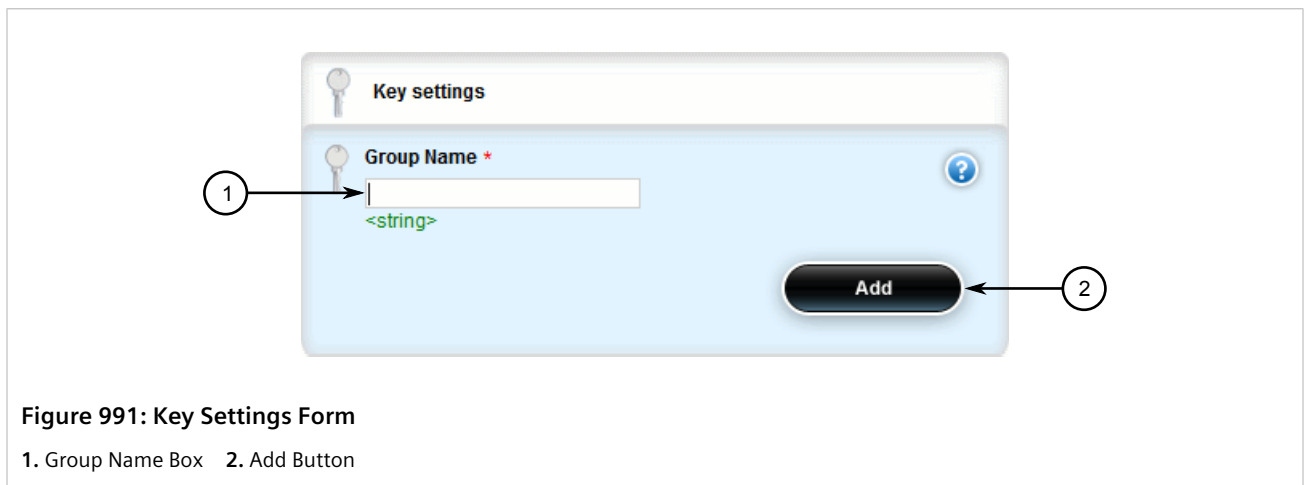 Key settings
Group Name *
1
<string>
Add
2
Figure 991: Key Settings Form
1. Group Name Box 2. Add Button